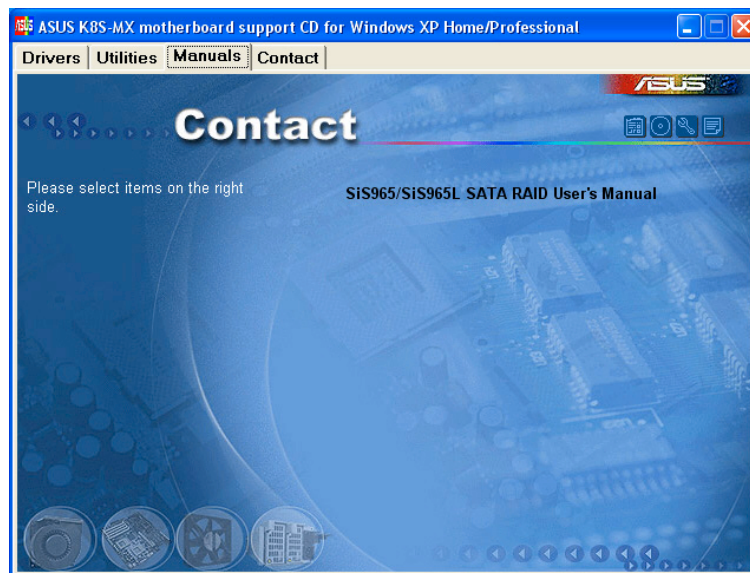 ASUS K8S-MX motherboard support CD for Windows XP Home/Professional
Drivers Utilities Manuals Contact
ASUS
Contact
Please select items on the right
side.
SiS965/SiS965L SATA RAID User's Manual